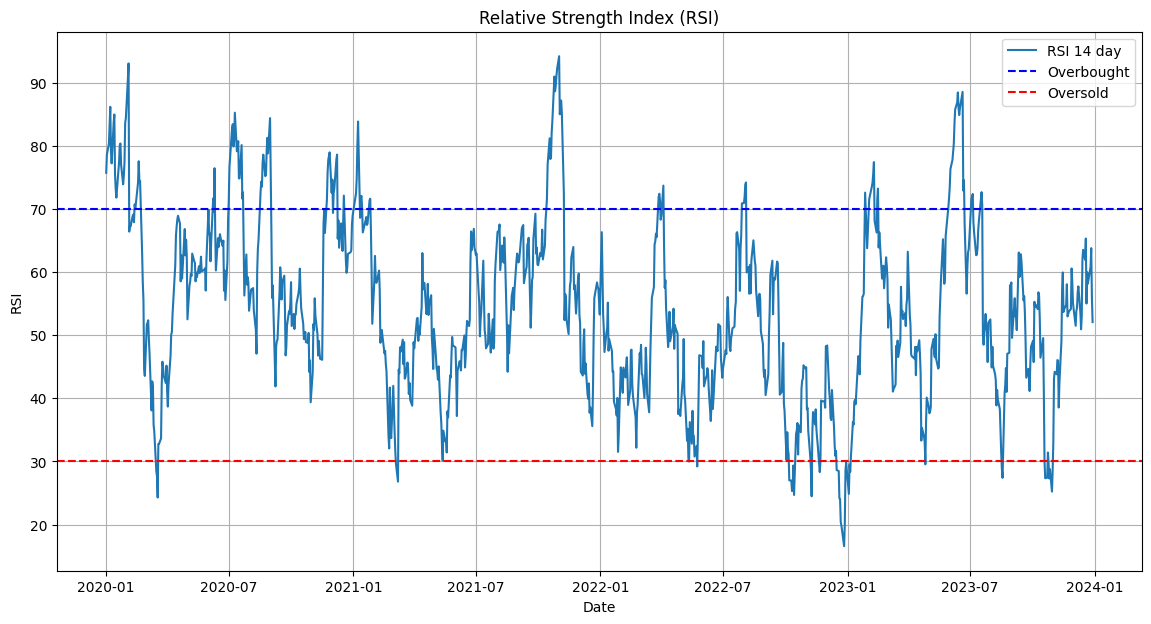 Relative Strength Index (RSI)
RSI 14 day
Overbought
Oversold
90
80
70
60
50
40
30
20
RSI
2020-01
2020-07
2021-01
2021-07
2022-01
2022-07
2023-01
2023-07
2024-01
Date